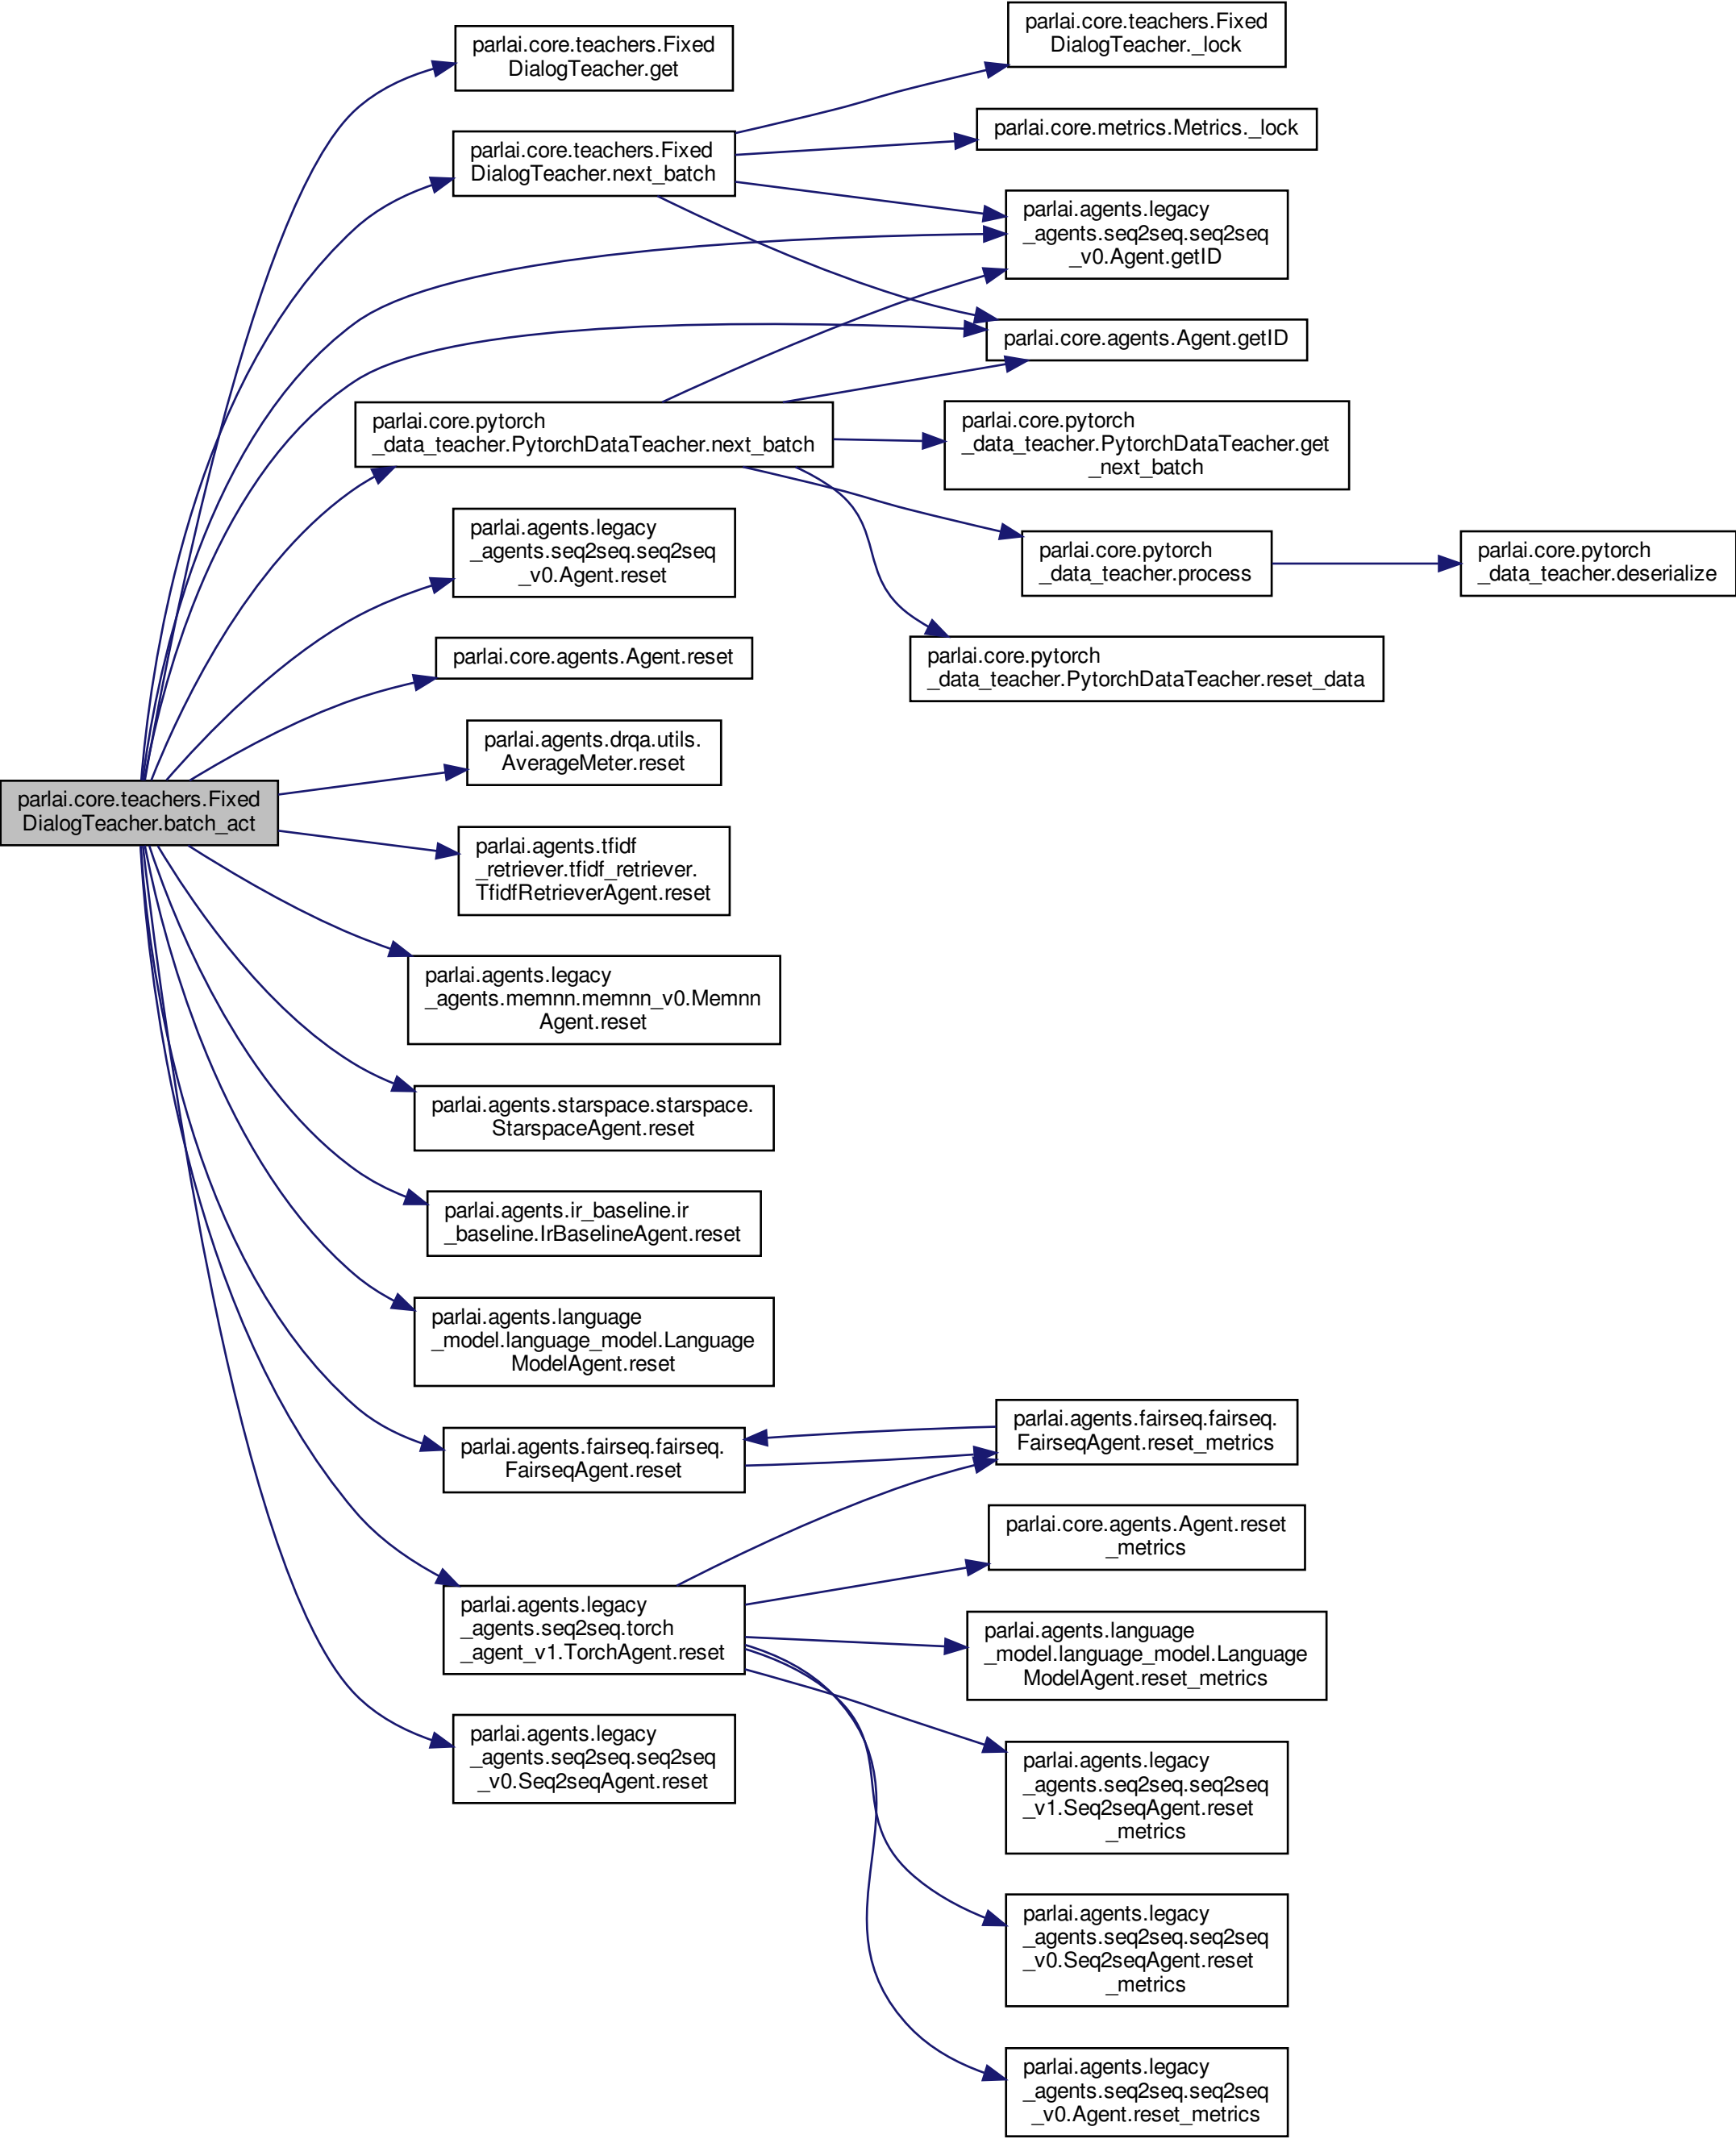 parlai.core.teachers.Fixed
DialogTeacher.batch_act
parlai.core.teachers.Fixed
DialogTeacher.get
parlai.core.teachers.Fixed
DialogTeacher.next_batch
parlai.core.pytorch
_data_teacher.PytorchDataTeacher.next_batch
parlai.agents.legacy
_agents.seq2seq.seq2seq
_v0.Agent.reset
parlai.core.agents.Agent.reset
parlai.agents.drqa.utils.
AverageMeter.reset
parlai.agents.tfidf
_retriever.tfidf_retriever.
TfidfRetrieverAgent.reset
parlai.agents.legacy
_agents.memnn.memnn_v0.Memnn
Agent.reset
parlai.agents.starspace.starspace.
StarspaceAgent.reset
parlai.agents.ir_baseline.ir
_baseline.IrBaselineAgent.reset
parlai.agents.language
_model.language_model.Language
ModelAgent.reset
parlai.agents.fairseq.fairseq.
FairseqAgent.reset
parlai.agents.legacy
_agents.seq2seq.torch
_agent_v1.TorchAgent.reset
parlai.agents.legacy
_agents.seq2seq.seq2seq
_v0.Seq2seqAgent.reset
parlai.core.teachers.Fixed
DialogTeacher._lock
parlai.core.metrics.Metrics._lock
parlai.agents.legacy
_agents.seq2seq.seq2seq
_v0.Agent.getID
parlai.core.agents.Agent.getID
parlai.core.pytorch
_data_teacher.PytorchDataTeacher.get
_next_batch
parlai.core.pytorch
_data_teacher.process
parlai.core.pytorch
_data_teacher.deserialize
parlai.core.pytorch
_data_teacher.PytorchDataTeacher.reset_data
parlai.agents.fairseq.fairseq.
FairseqAgent.reset_metrics
parlai.core.agents.Agent.reset
_metrics
parlai.agents.language
_model.language_model.Language
ModelAgent.reset_metrics
parlai.agents.legacy
_agents.seq2seq.seq2seq
_v1.Seq2seqAgent.reset
_metrics
parlai.agents.legacy
_agents.seq2seq.seq2seq
_v0.Seq2seqAgent.reset
_metrics
parlai.agents.legacy
_agents.seq2seq.seq2seq
_v0.Agent.reset_metrics